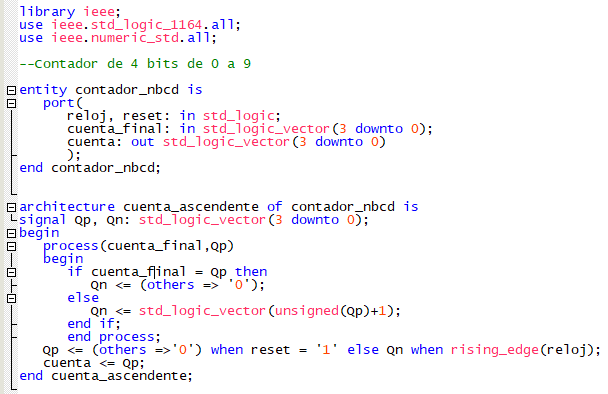 library ieee;
use ieee.std_logic_1164.all;
use ieee.numeric_std.all;
--Contador de 4 bits de 0 a 9
entity contador_nbcd is
port(
reloj, reset: in std_logic;
cuenta_final: in std_logic_vector(3 downto 0);
cuenta: out std_logic_vector(3 downto 0)
);
end contador_nbcd;
architecture cuenta_ascendente of contador_nbcd is
signal Qp, Qn: std_logic_vector(3 downto 0);
begin
process(cuenta_final,Qp)
begin
if cuenta_final = Qp then
Qn <= (others => '0');
else
Qn <= std_logic_vector(unsigned(Qp)+1);
end if;
end process;
Qp <= (others =>'0') when reset = '1' else Qn when rising_edge(reloj);
cuenta <= Qp;
end cuenta_ascendente;